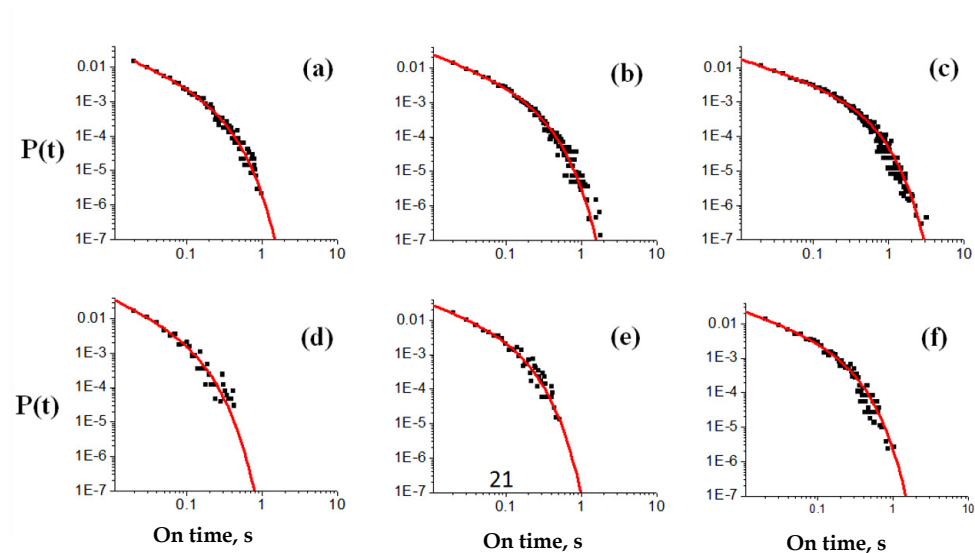 (a) (b) (c)
0.01 0.01 0.01
1E-3 1E-3 1E-3
1E-4 1E-4 1E-4
P(t)
1E-5 1E-5 1E-5
1E-6 1E-6 1E-6
1E-7 1E-7 1E-7
0.1 1 10 0.1 1 10 0.1 1 10
(d) (e) (f)
0.01 0.01 0.01
1E-3 1E-3 1E-3
1E-4 1E-4 1E-4
P(t)
1E-5 1E-5 1E-5
1E-6 1E-6 1E-6
21
1E-7 1E-7 1E-7
0.1 1 10 0.1 1 10 0.1 1 10
On time, s On time, s On time, s